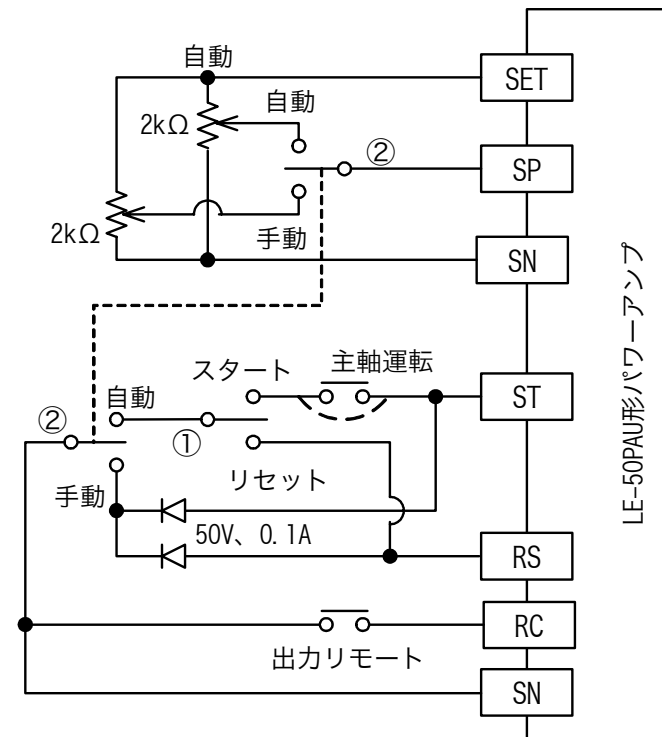 自動
SET
自動
2kΩ
②
SP
2kΩ
手動
SN
LE-50PAU形パワーアンプ
スタート
主軸運転
自動
ST
②
①
リセット
手動
50V、0.1A
RS
RC
出力リモート
SN